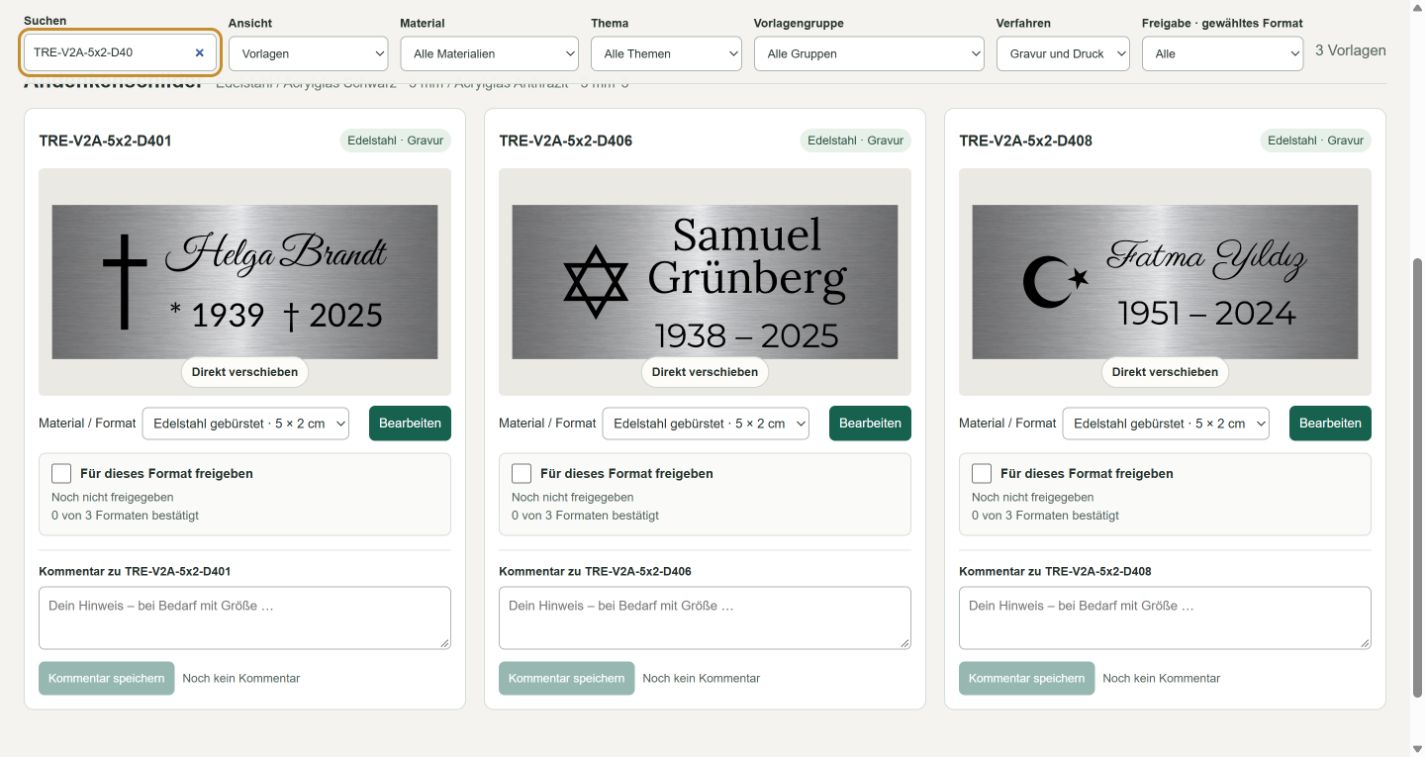 Suchen
Ansicht
Material
Thema
Vorlagengruppe
Verfahren
Freigabe · gewähltes Format
TRE-V2A-5x2-D40
Vorlagen
Alle Materialien
Alle Themen
Alle Gruppen
Gravur und Druck
Alle
3 Vorlagen
TRE-V2A-5x2-D401
Edelstahl · Gravur
Helga Brandt
* 1939 † 2025
Direkt verschieben
Material / Format
Edelstahl gebürstet · 5 × 2 cm
Bearbeiten
Für dieses Format freigeben
Noch nicht freigegeben
0 von 3 Formaten bestätigt
Kommentar zu TRE-V2A-5x2-D401
Dein Hinweis – bei Bedarf mit Größe …
Kommentar speichern
Noch kein Kommentar
TRE-V2A-5x2-D406
Edelstahl · Gravur
Samuel
Grünberg
1938 – 2025
Direkt verschieben
Material / Format
Edelstahl gebürstet · 5 × 2 cm
Bearbeiten
Für dieses Format freigeben
Noch nicht freigegeben
0 von 3 Formaten bestätigt
Kommentar zu TRE-V2A-5x2-D406
Dein Hinweis – bei Bedarf mit Größe …
Kommentar speichern
Noch kein Kommentar
TRE-V2A-5x2-D408
Edelstahl · Gravur
Fatma Yıldız
1951 – 2024
Direkt verschieben
Material / Format
Edelstahl gebürstet · 5 × 2 cm
Bearbeiten
Für dieses Format freigeben
Noch nicht freigegeben
0 von 3 Formaten bestätigt
Kommentar zu TRE-V2A-5x2-D408
Dein Hinweis – bei Bedarf mit Größe …
Kommentar speichern
Noch kein Kommentar